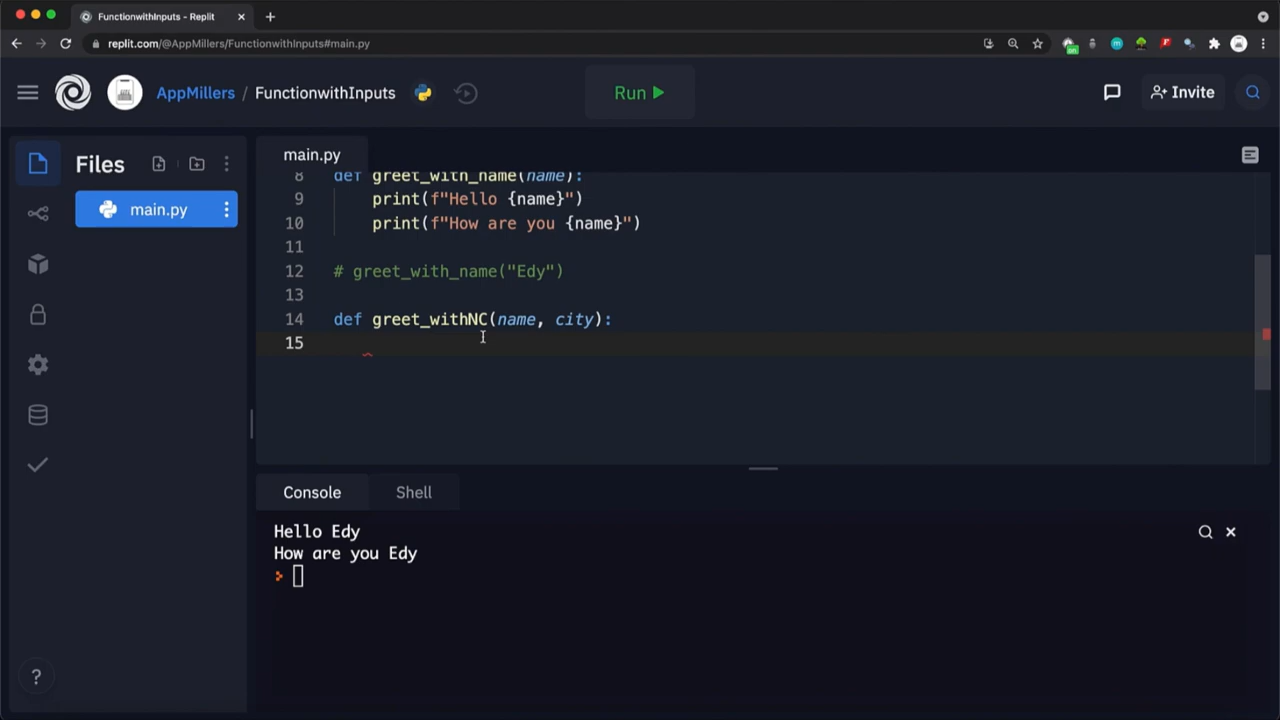 FunctionwithInputs - Replit
replit.com/@AppMillers/FunctionwithInputs#main.py
AppMillers / FunctionwithInputs
Run
Invite
Files
main.py
main.py
8 def greet_with_name(name):
9 print(f"Hello {name}")
10 print(f"How are you {name}")
11
12 # greet_with_name("Edy")
13
14 def greet_withNC(name, city):
15
Console
Shell
Hello Edy
How are you Edy